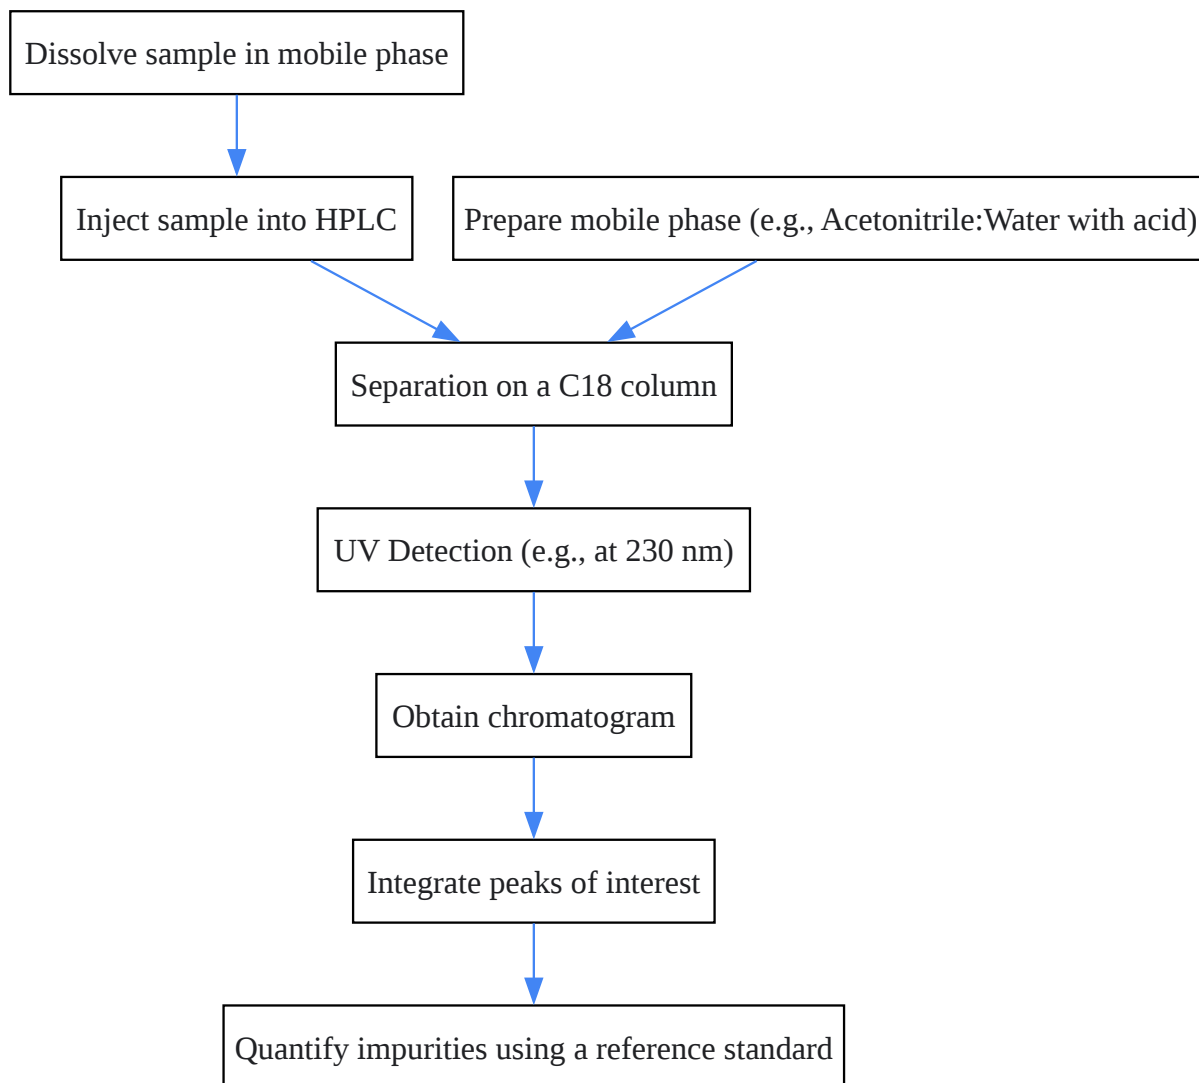 Dissolve sample in mobile phase
Inject sample into HPLC
Prepare mobile phase (e.g., Acetonitrile:Water with acid)
Separation on a C18 column
UV Detection (e.g., at 230 nm)
Obtain chromatogram
Integrate peaks of interest
Quantify impurities using a reference standard